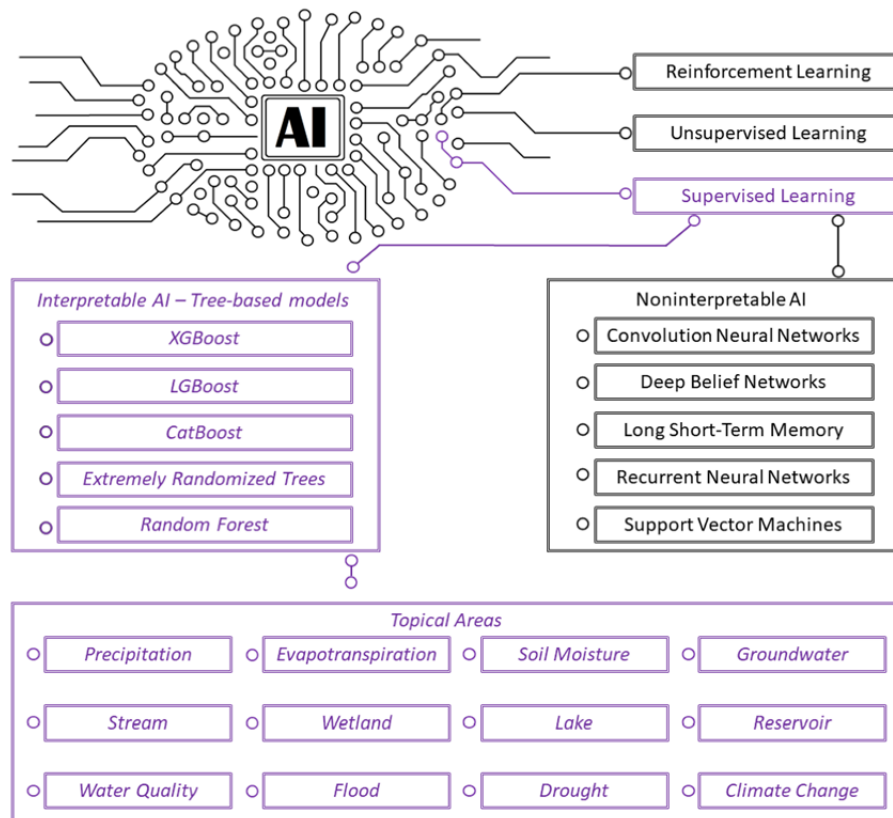 AI
Reinforcement Learning
Unsupervised Learning
Supervised Learning
Interpretable AI – Tree-based models
XGBoost
LGBoost
CatBoost
Extremely Randomized Trees
Random Forest
Noninterpretable AI
Convolution Neural Networks
Deep Belief Networks
Long Short-Term Memory
Recurrent Neural Networks
Support Vector Machines
Topical Areas
Precipitation
Evapotranspiration
Soil Moisture
Groundwater
Stream
Wetland
Lake
Reservoir
Water Quality
Flood
Drought
Climate Change